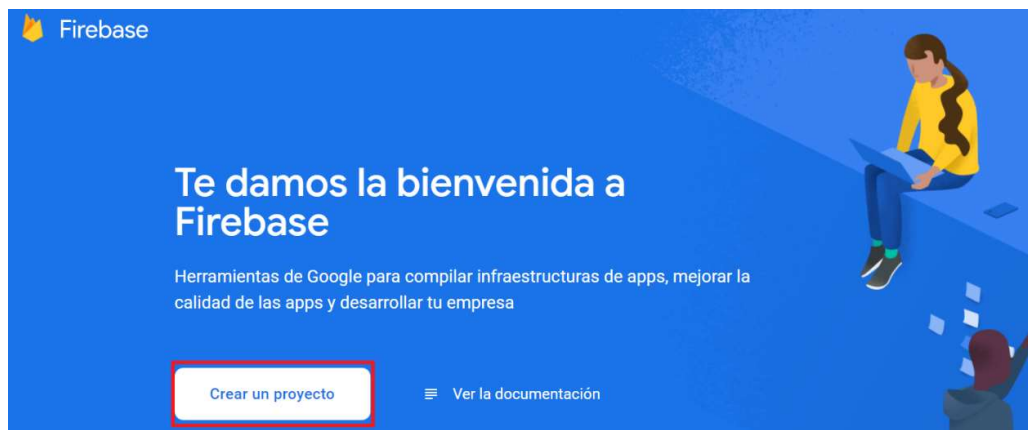 Firebase
Te damos la bienvenida a
Firebase
Herramientas de Google para compilar infraestructuras de apps, mejorar la
calidad de las apps y desarrollar tu empresa
Crear un proyecto
Ver la documentación